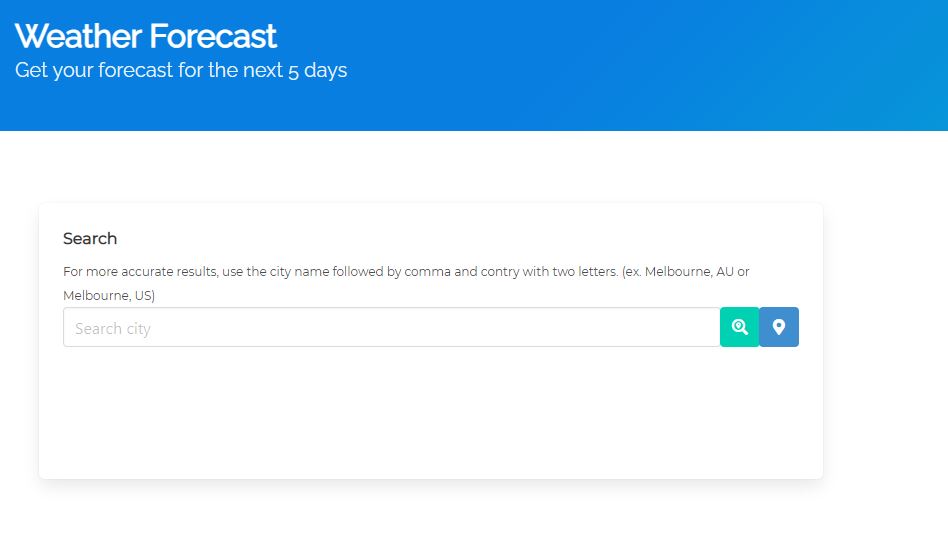 Weather Forecast
Get your forecast for the next 5 days
Search
For more accurate results, use the city name followed by comma and contry with two letters. (ex. Melbourne, AU or
Melbourne, US)
Search city